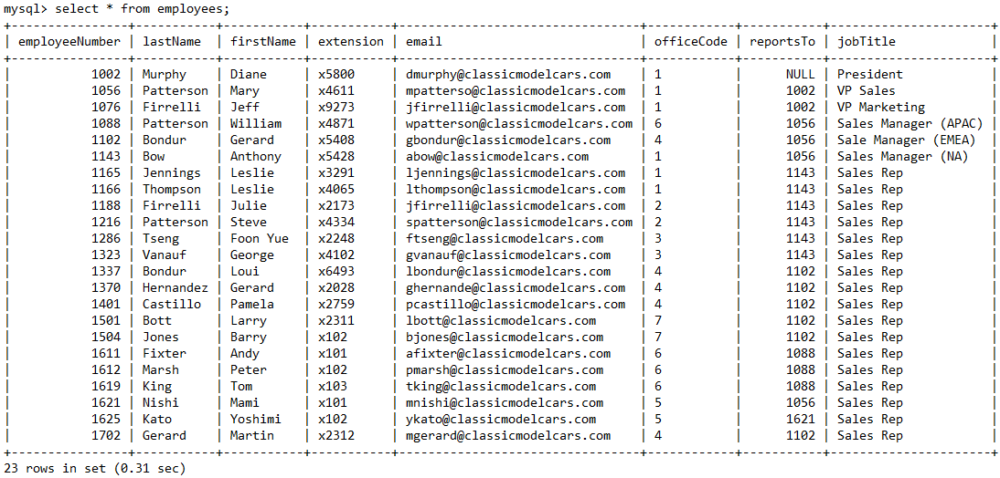 mysql> select * from employees;
+----------------+-----------+-----------+-----------+---------------------------------+------------+-----------+----------------------+
| employeeNumber | lastName  | firstName | extension | email                           | officeCode | reportsTo | jobTitle             |
+----------------+-----------+-----------+-----------+---------------------------------+------------+-----------+----------------------+
|           1002 | Murphy    | Diane     | x5800     | dmurphy@classicmodelcars.com    | 1          |      NULL | President            |
|           1056 | Patterson | Mary      | x4611     | mpatterso@classicmodelcars.com  | 1          |      1002 | VP Sales             |
|           1076 | Firrelli  | Jeff      | x9273     | jfirrelli@classicmodelcars.com  | 1          |      1002 | VP Marketing         |
|           1088 | Patterson | William   | x4871     | wpatterson@classicmodelcars.com | 6          |      1056 | Sales Manager (APAC) |
|           1102 | Bondur    | Gerard    | x5408     | gbondur@classicmodelcars.com    | 4          |      1056 | Sale Manager (EMEA)  |
|           1143 | Bow       | Anthony   | x5428     | abow@classicmodelcars.com       | 1          |      1056 | Sales Manager (NA)   |
|           1165 | Jennings  | Leslie    | x3291     | ljennings@classicmodelcars.com  | 1          |      1143 | Sales Rep            |
|           1166 | Thompson  | Leslie    | x4065     | lthompson@classicmodelcars.com  | 1          |      1143 | Sales Rep            |
|           1188 | Firrelli  | Julie     | x2173     | jfirrelli@classicmodelcars.com  | 2          |      1143 | Sales Rep            |
|           1216 | Patterson | Steve     | x4334     | spatterson@classicmodelcars.com | 2          |      1143 | Sales Rep            |
|           1286 | Tseng     | Foon Yue  | x2248     | ftseng@classicmodelcars.com     | 3          |      1143 | Sales Rep            |
|           1323 | Vanauf    | George    | x4102     | gvanauf@classicmodelcars.com    | 3          |      1143 | Sales Rep            |
|           1337 | Bondur    | Loui      | x6493     | lbondur@classicmodelcars.com    | 4          |      1102 | Sales Rep            |
|           1370 | Hernandez | Gerard    | x2028     | ghernande@classicmodelcars.com  | 4          |      1102 | Sales Rep            |
|           1401 | Castillo  | Pamela    | x2759     | pcastillo@classicmodelcars.com  | 4          |      1102 | Sales Rep            |
|           1501 | Bott      | Larry     | x2311     | lbott@classicmodelcars.com      | 7          |      1102 | Sales Rep            |
|           1504 | Jones     | Barry     | x102      | bjones@classicmodelcars.com     | 7          |      1102 | Sales Rep            |
|           1611 | Fixter    | Andy      | x101      | afixter@classicmodelcars.com    | 6          |      1088 | Sales Rep            |
|           1612 | Marsh     | Peter     | x102      | pmarsh@classicmodelcars.com     | 6          |      1088 | Sales Rep            |
|           1619 | King      | Tom       | x103      | tking@classicmodelcars.com      | 6          |      1088 | Sales Rep            |
|           1621 | Nishi     | Mami      | x101      | mnishi@classicmodelcars.com     | 5          |      1056 | Sales Rep            |
|           1625 | Kato      | Yoshimi   | x102      | ykato@classicmodelcars.com      | 5          |      1621 | Sales Rep            |
|           1702 | Gerard    | Martin    | x2312     | mgerard@classicmodelcars.com    | 4          |      1102 | Sales Rep            |
+----------------+-----------+-----------+-----------+---------------------------------+------------+-----------+----------------------+
23 rows in set (0.31 sec)